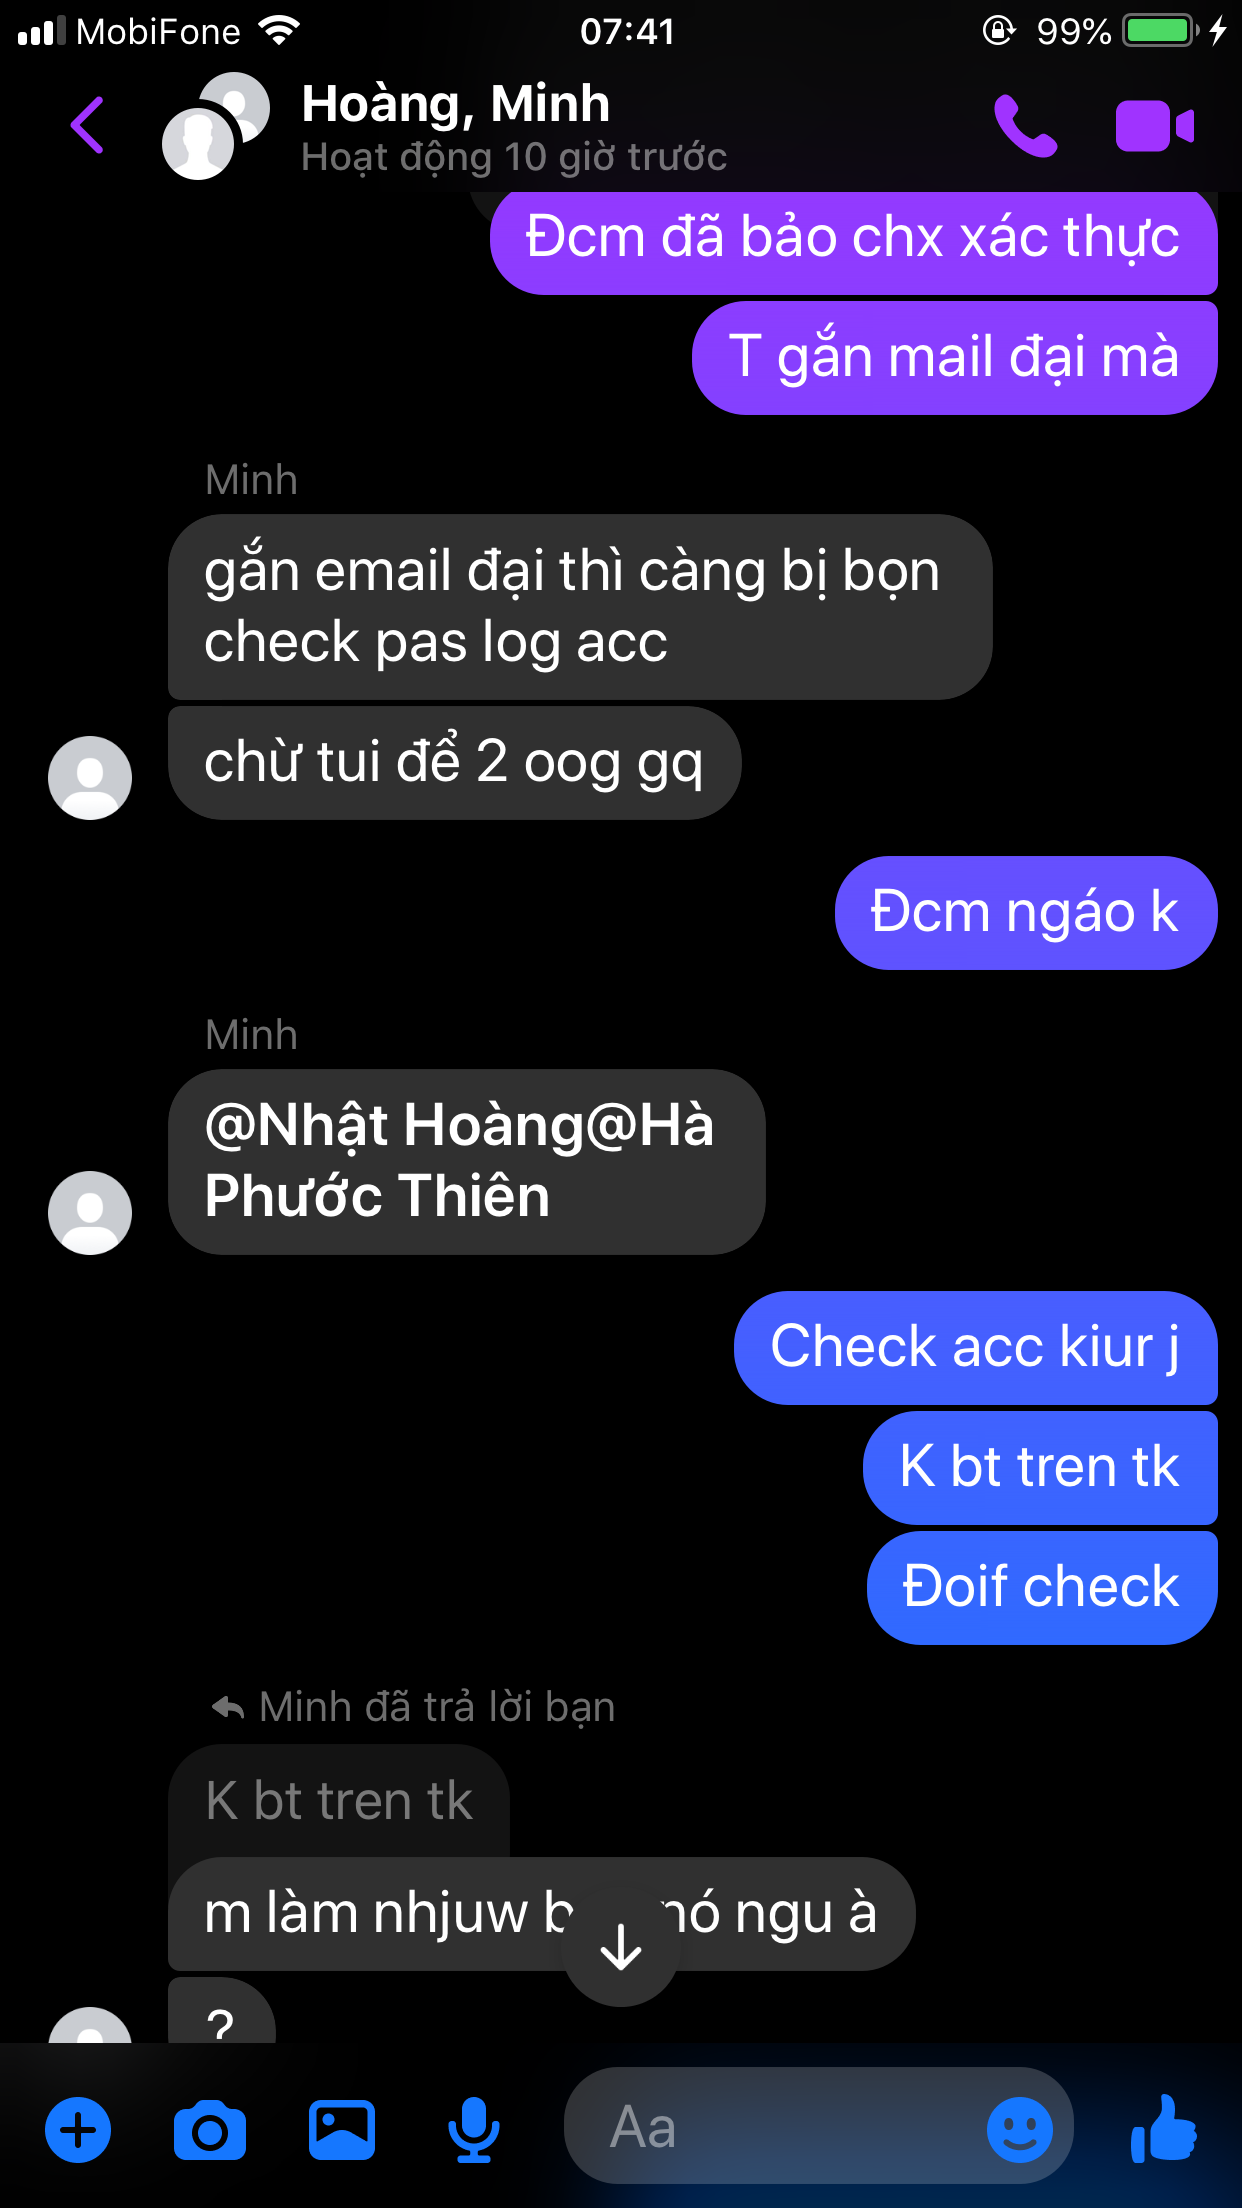 MobiFone 07:41 99%
Hoàng, Minh
Hoạt động 10 giờ trước
Đcm đã bảo chx xác thực
T gắn mail đại mà
Minh
gắn email đại thì càng bị bọn
check pas log acc
chừ tui để 2 oog gq
Đcm ngáo k
Minh
@Nhật Hoàng@Hà
Phước Thiên
Check acc kiur j
K bt tren tk
Đoif check
Minh đã trả lời bạn
K bt tren tk
m làm nhjuw nó ngu à
?
Aa